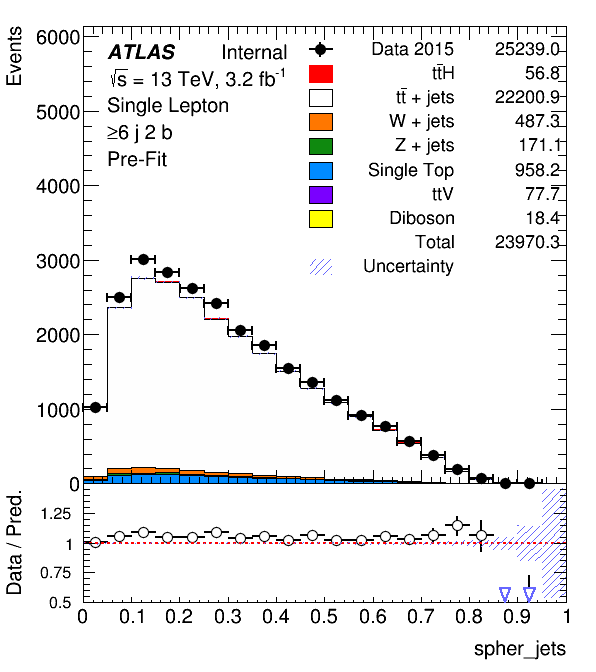 Events
6000
5000
4000
3000
2000
1000
0
ATLAS Internal
√s = 13 TeV, 3.2 fb⁻¹
Single Lepton
≥6 j 2 b
Pre-Fit
Data 2015 25239.0
tt̄H 56.8
tt̄ + jets 22200.9
W + jets 487.3
Z + jets 171.1
Single Top 958.2
ttV 77.7
Diboson 18.4
Total 23970.3
Uncertainty
Data / Pred.
1.25
1
0.75
0.5
0 0.1 0.2 0.3 0.4 0.5 0.6 0.7 0.8 0.9 1
spher_jets